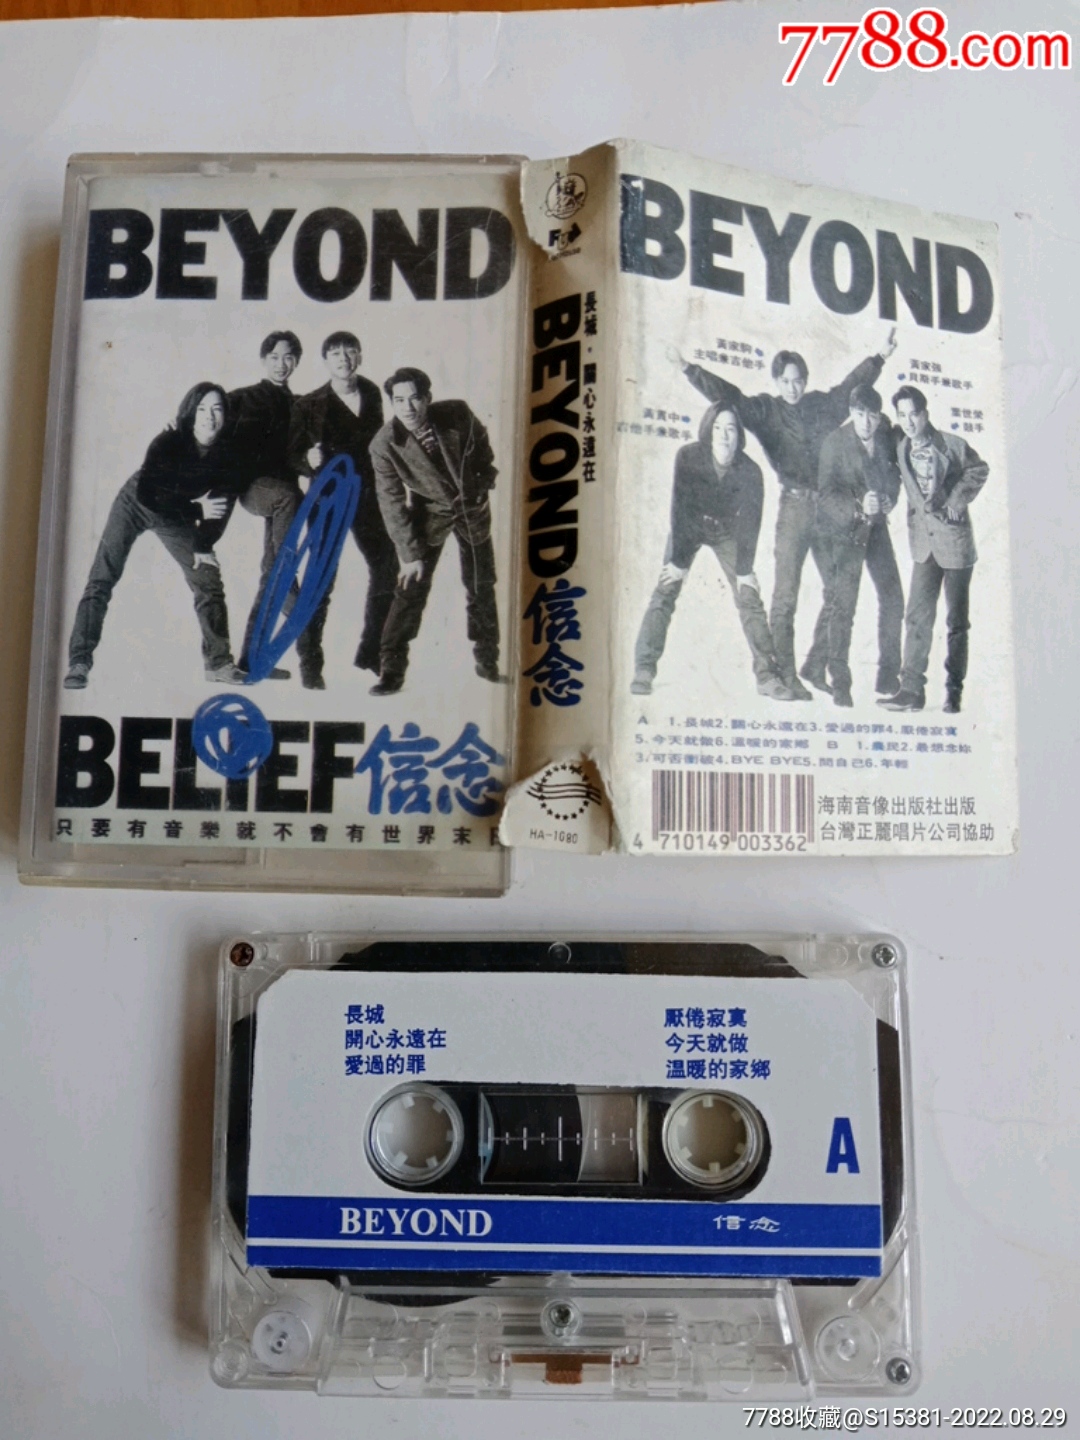 7788.com
BEYOND
BELIEF信念
只要有音樂就不會有世界末日
長城·開心永遠在
BEYOND信念
HA-1080
BEYOND
黃家駒
主唱兼吉他手
黃家強
貝斯手兼歌手
黃貫中
吉他手兼歌手
葉世榮
鼓手
A 1.長城2.開心永遠在3.愛過的罪4.厭倦寂寞
5.今天就做6.溫暖的家鄉 B 1.農民2.最想念妳
3.可否衝破4.BYE BYE5.問自己6.年輕
4 710149 003362
海南音像出版社出版
台灣正麗唱片公司協助
長城
開心永遠在
愛過的罪
厭倦寂寞
今天就做
溫暖的家鄉
A
BEYOND 信念
7788收藏@S15381-2022.08.29